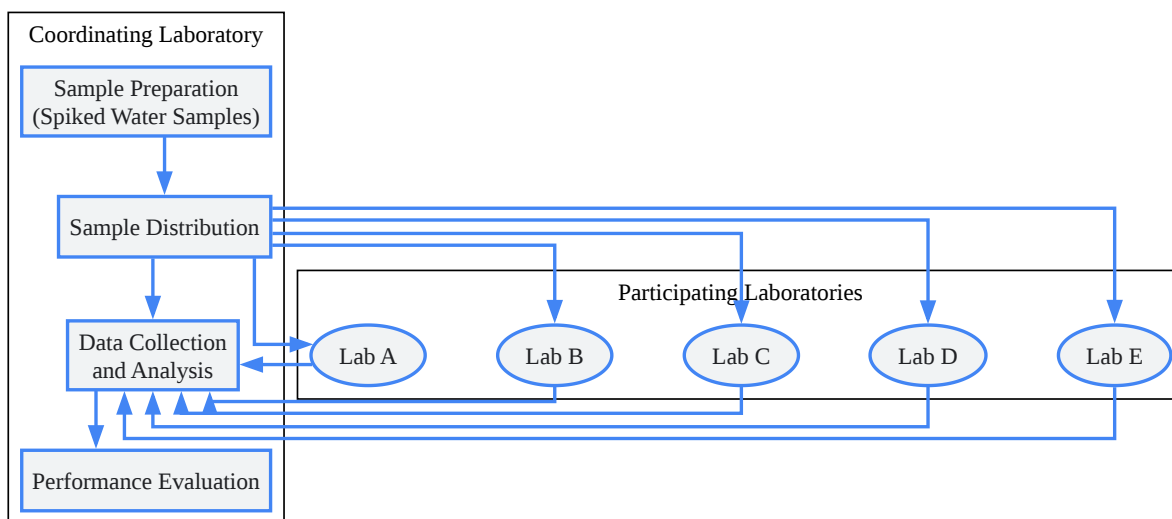 Coordinating Laboratory
Sample Preparation
(Spiked Water Samples)
Sample Distribution
Participating Laboratories
Data Collection
and Analysis
Lab A
Lab B
Lab C
Lab D
Lab E
Performance Evaluation